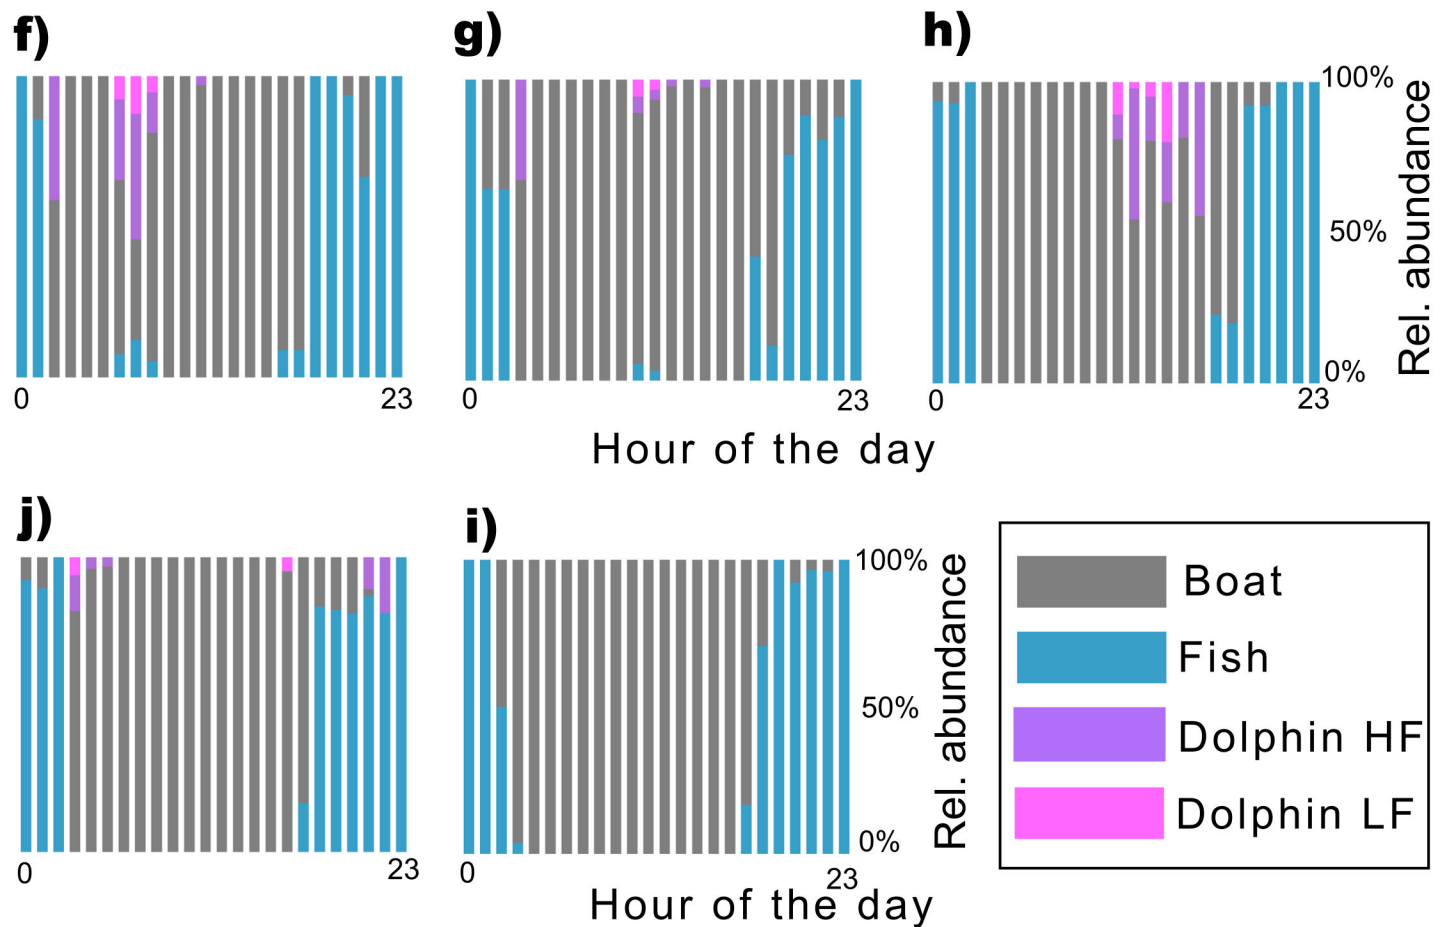 f)
g)
h)
100%
50%
0%
Rel. abundance
0
23
0
23
0
23
Hour of the day
j)
i)
100%
50%
0%
Rel. abundance
0
23
0
23
Hour of the day
Boat
Fish
Dolphin HF
Dolphin LF